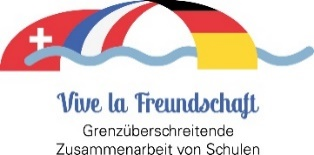 Vive la Freundschaft
Grenzüberschreitende
Zusammenarbeit von Schulen